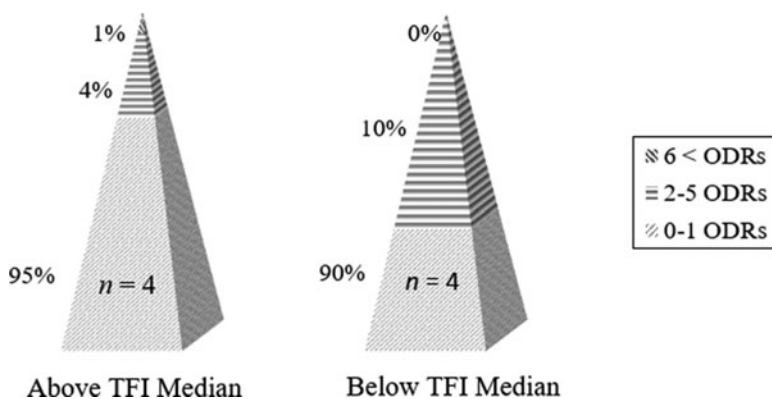 1%
4%
95%
n = 4
Above TFI Median
0%
10%
90%
n = 4
Below TFI Median
6 < ODRs
2-5 ODRs
0-1 ODRs